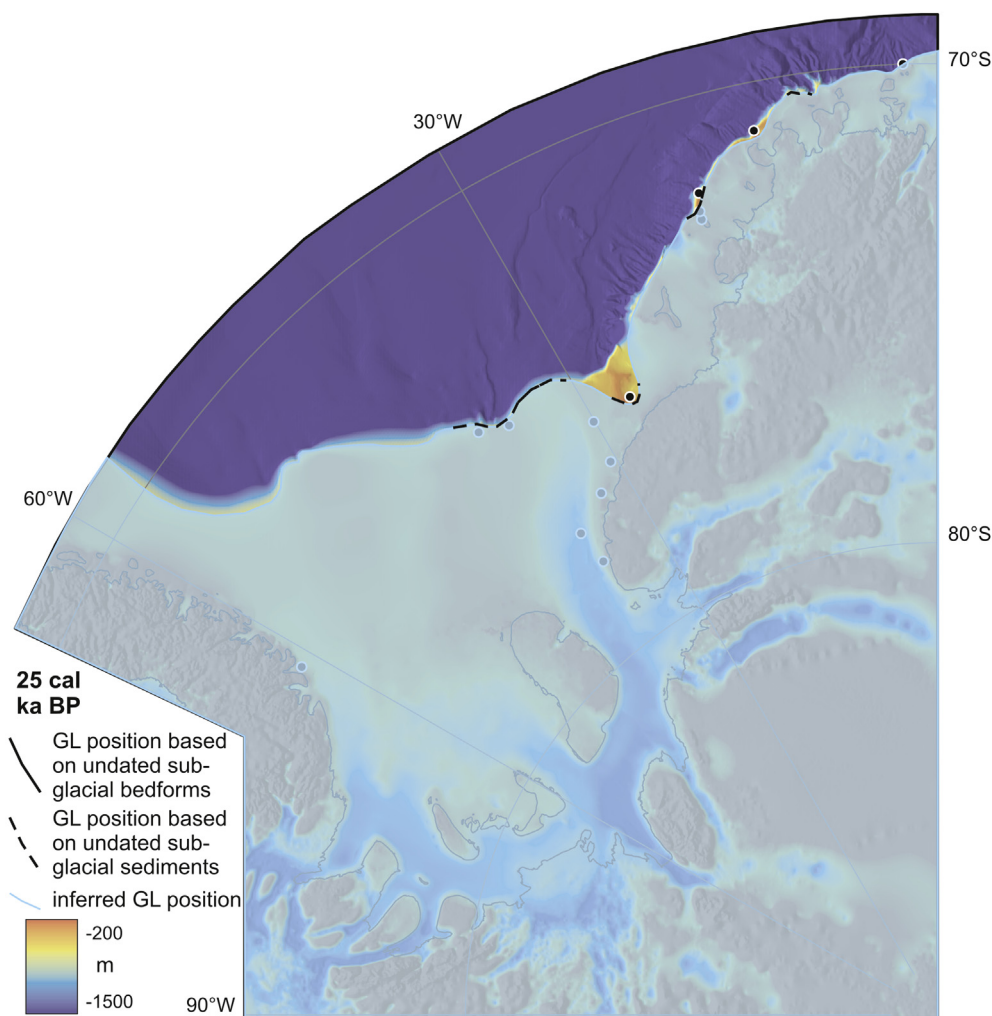 70°S
30°W
60°W
80°S
25 cal
ka BP
GL position based
on undated sub-
glacial bedforms
GL position based
on undated sub-
glacial sediments
inferred GL position
-200
m
-1500
90°W